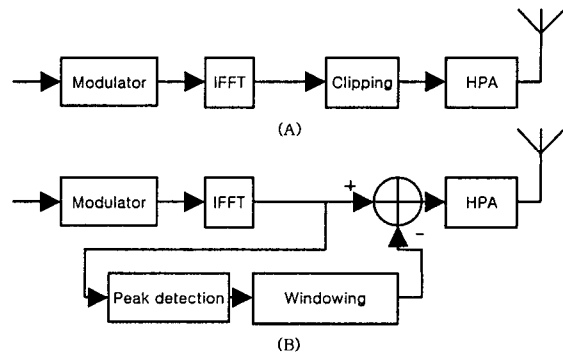 Modulator IFFT Clipping HPA
(A)
Modulator IFFT + HPA
-
Peak detection Windowing
(B)